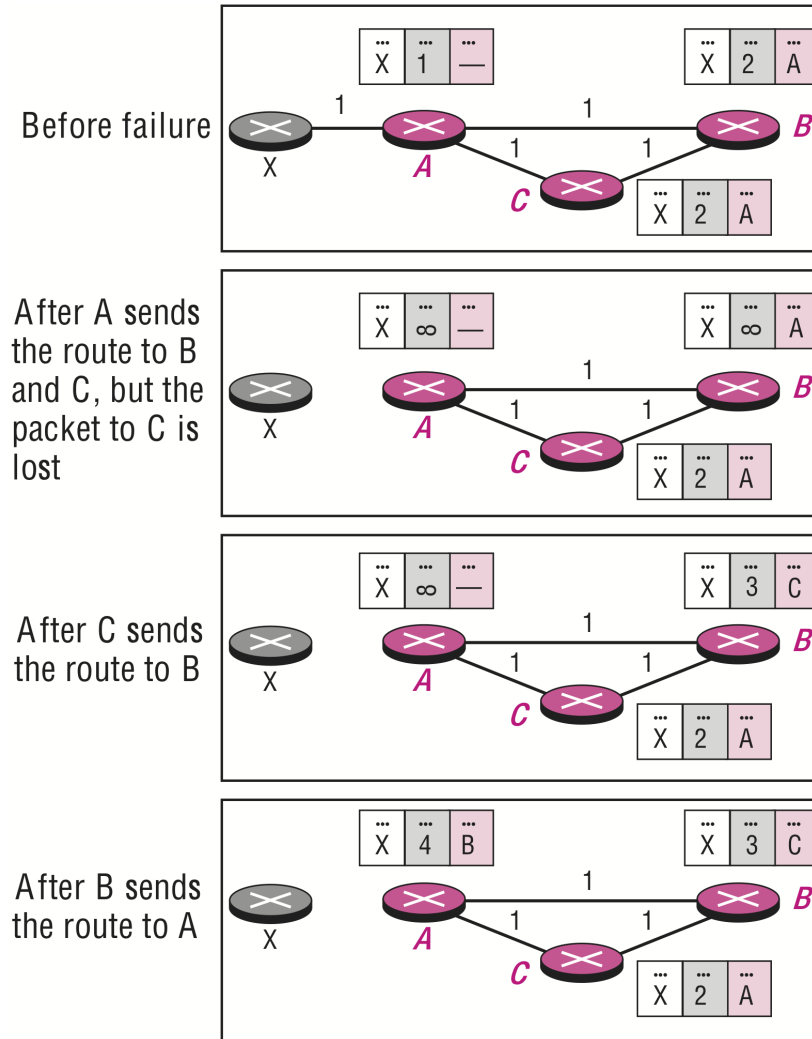 ... ... ...
X 1 —
... ... ...
X 2 A
Before failure
1
1
B
X
A
1
1
C
... ... ...
X 2 A
After A sends
the route to B
and C, but the
packet to C is
lost
... ... ...
X ∞ —
... ... ...
X ∞ A
1
B
X
A
1
1
C
... ... ...
X 2 A
After C sends
the route to B
... ... ...
X ∞ —
... ... ...
X 3 C
1
B
X
A
1
1
C
... ... ...
X 2 A
After B sends
the route to A
... ... ...
X 4 B
... ... ...
X 3 C
1
B
X
A
1
1
C
... ... ...
X 2 A